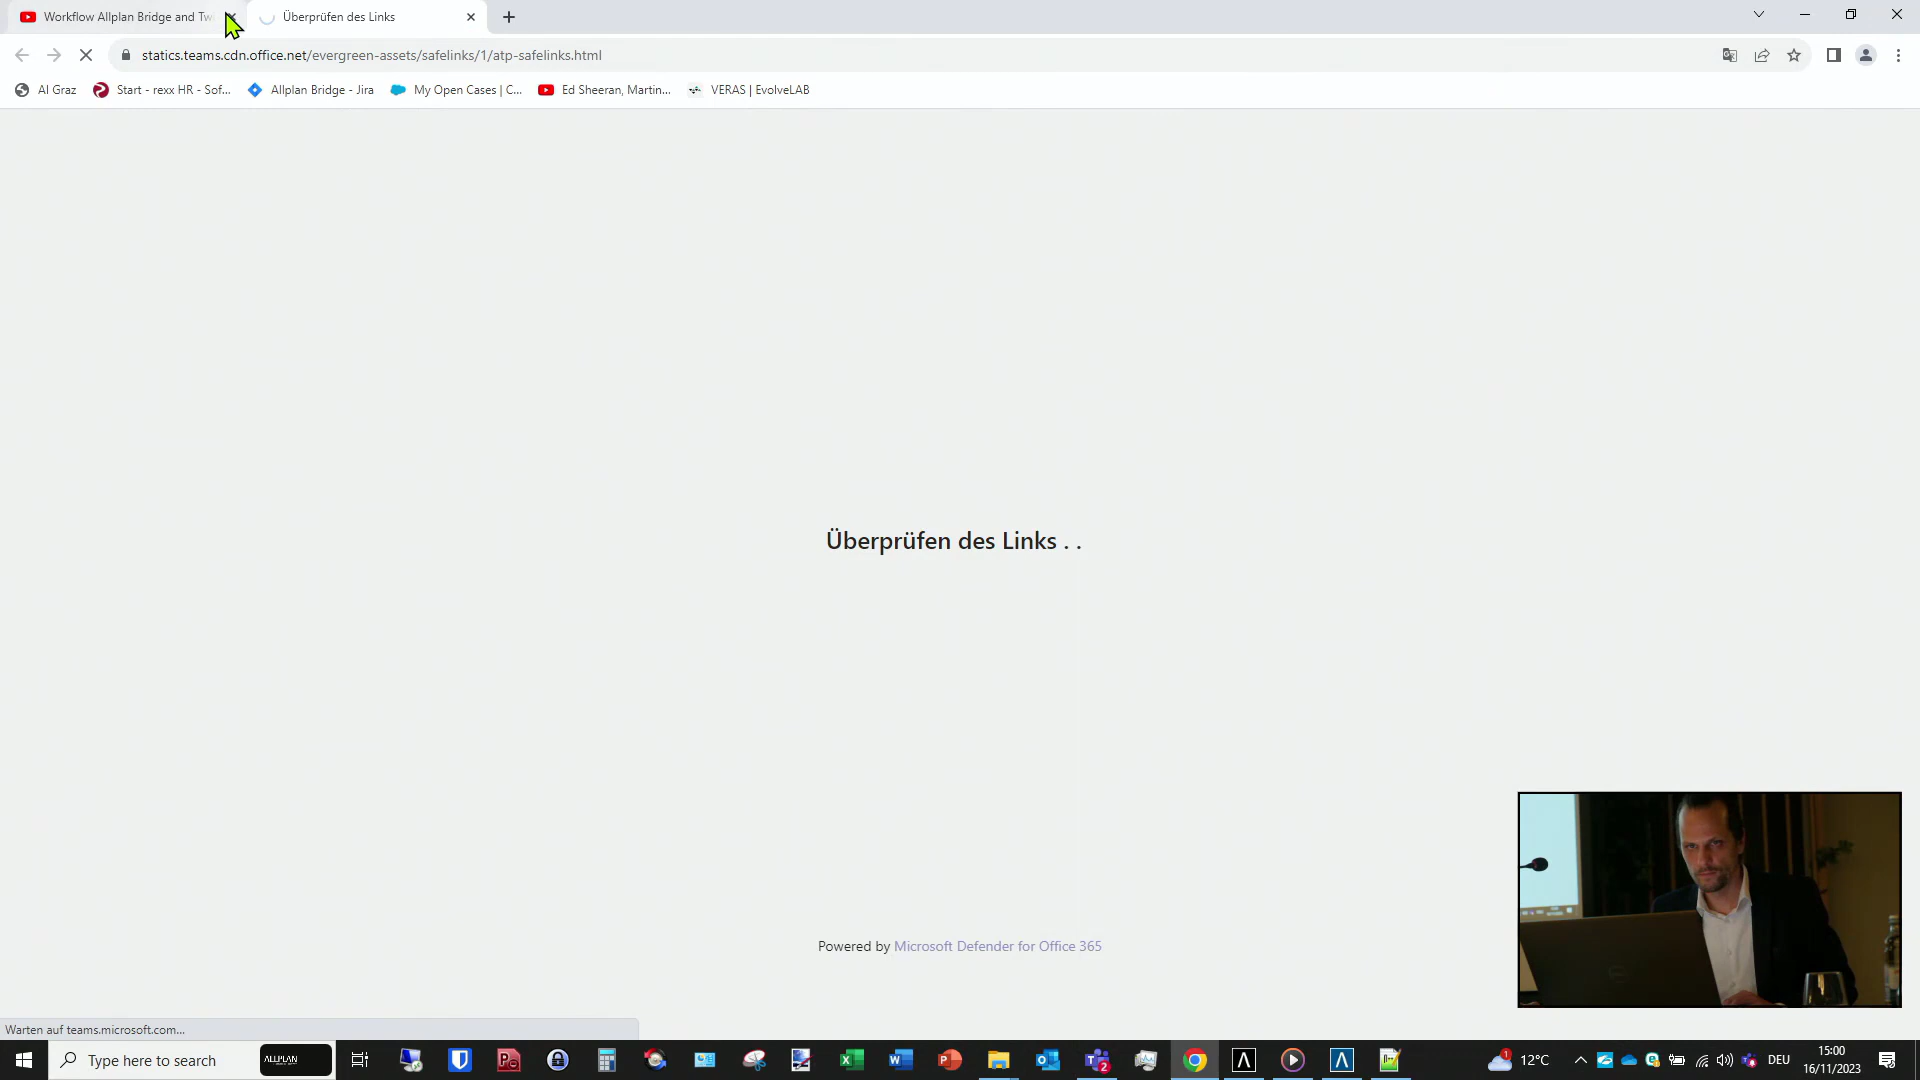 Workflow Allplan Bridge and Tw
Überprüfen des Links
statics.teams.cdn.office.net/evergreen-assets/safelinks/1/atp-safelinks.html
AI Graz
Start - rexx HR - Sof...
Allplan Bridge - Jira
My Open Cases | C...
Ed Sheeran, Martin...
VERAS | EvolveLAB
Überprüfen des Links . .
Powered by Microsoft Defender for Office 365
Warten auf teams.microsoft.com...
Type here to search
ALLPLAN
2
1
12°C
DEU
15:00
16/11/2023